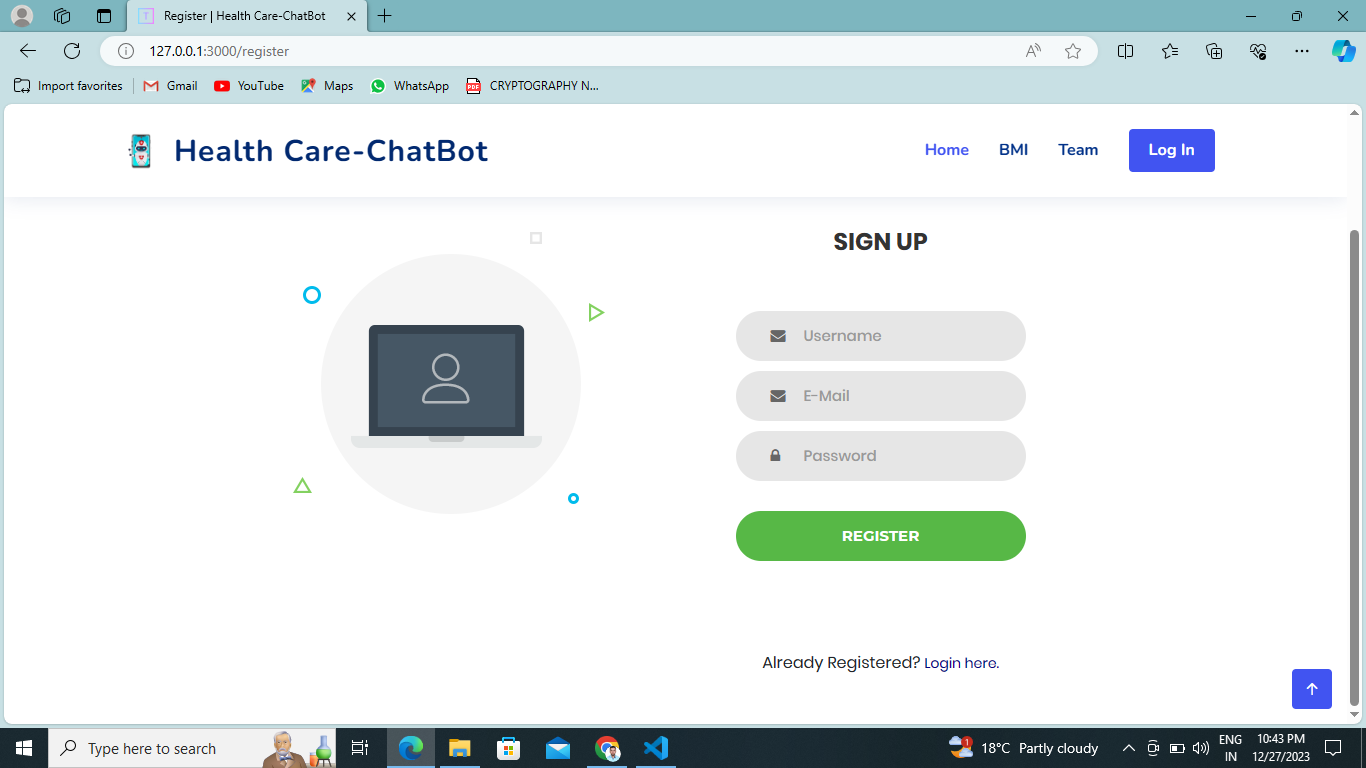 Register | Health Care-ChatBot
127.0.0.1:3000/register
Import favorites Gmail YouTube Maps WhatsApp PDF CRYPTOGRAPHY N...
Health Care-ChatBot Home BMI Team Log In
SIGN UP
Username
E-Mail
Password
REGISTER
Already Registered? Login here.
Type here to search
1 18°C Partly cloudy
ENG
IN
10:43 PM
12/27/2023